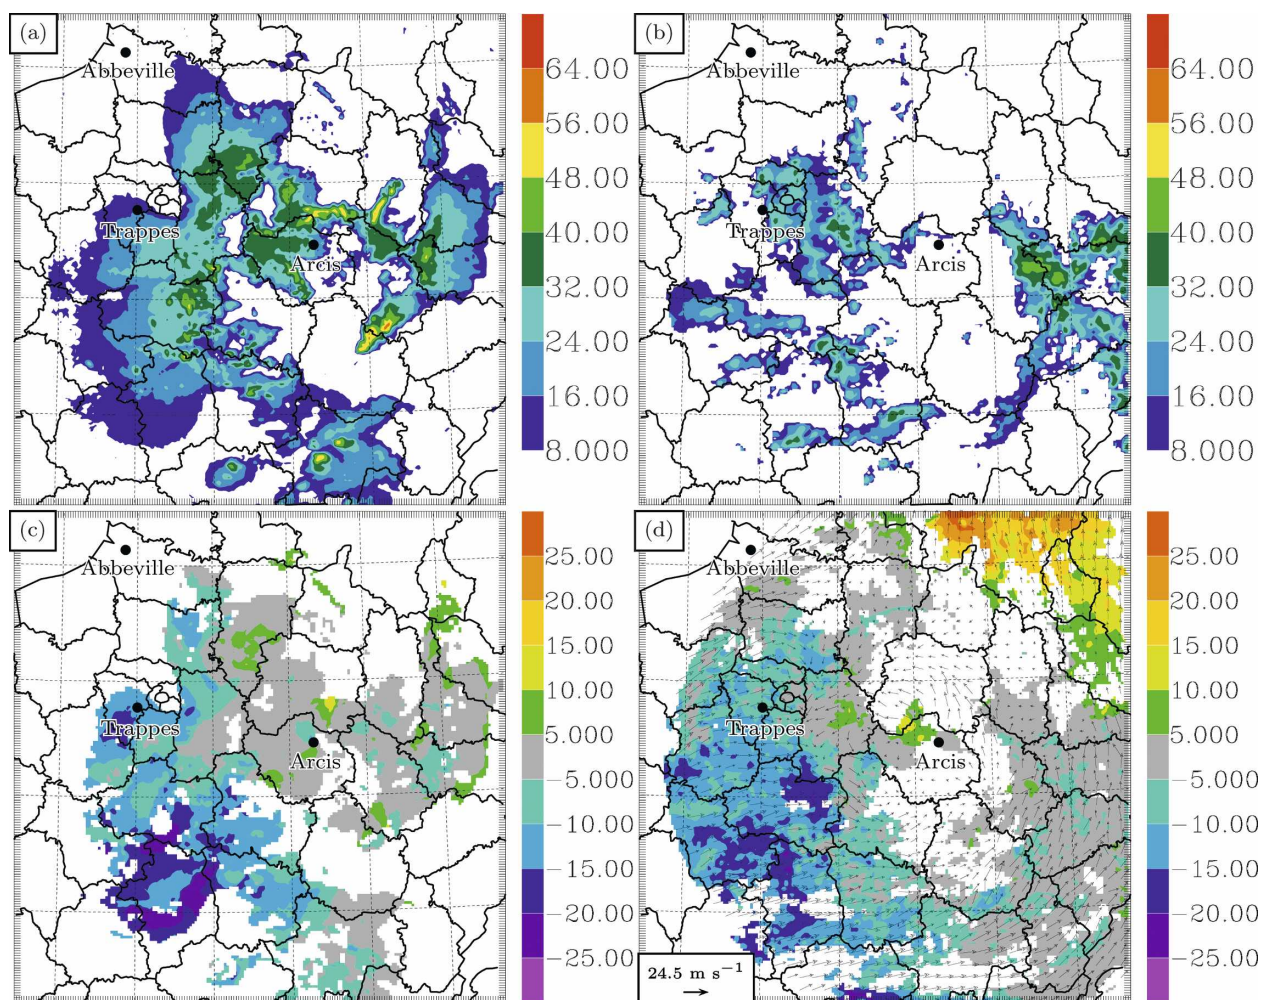 (a)
Abbeville
Trappes
Arcis
64.00
56.00
48.00
40.00
32.00
24.00
16.00
8.000
(b)
Abbeville
Trappes
Arcis
64.00
56.00
48.00
40.00
32.00
24.00
16.00
8.000
(c)
Abbeville
Trappes
Arcis
25.00
20.00
15.00
10.00
5.000
−5.000
−10.00
−15.00
−20.00
−25.00
(d)
Abbeville
Trappes
Arcis
24.5 m s⁻¹
25.00
20.00
15.00
10.00
5.000
−5.000
−10.00
−15.00
−20.00
−25.00